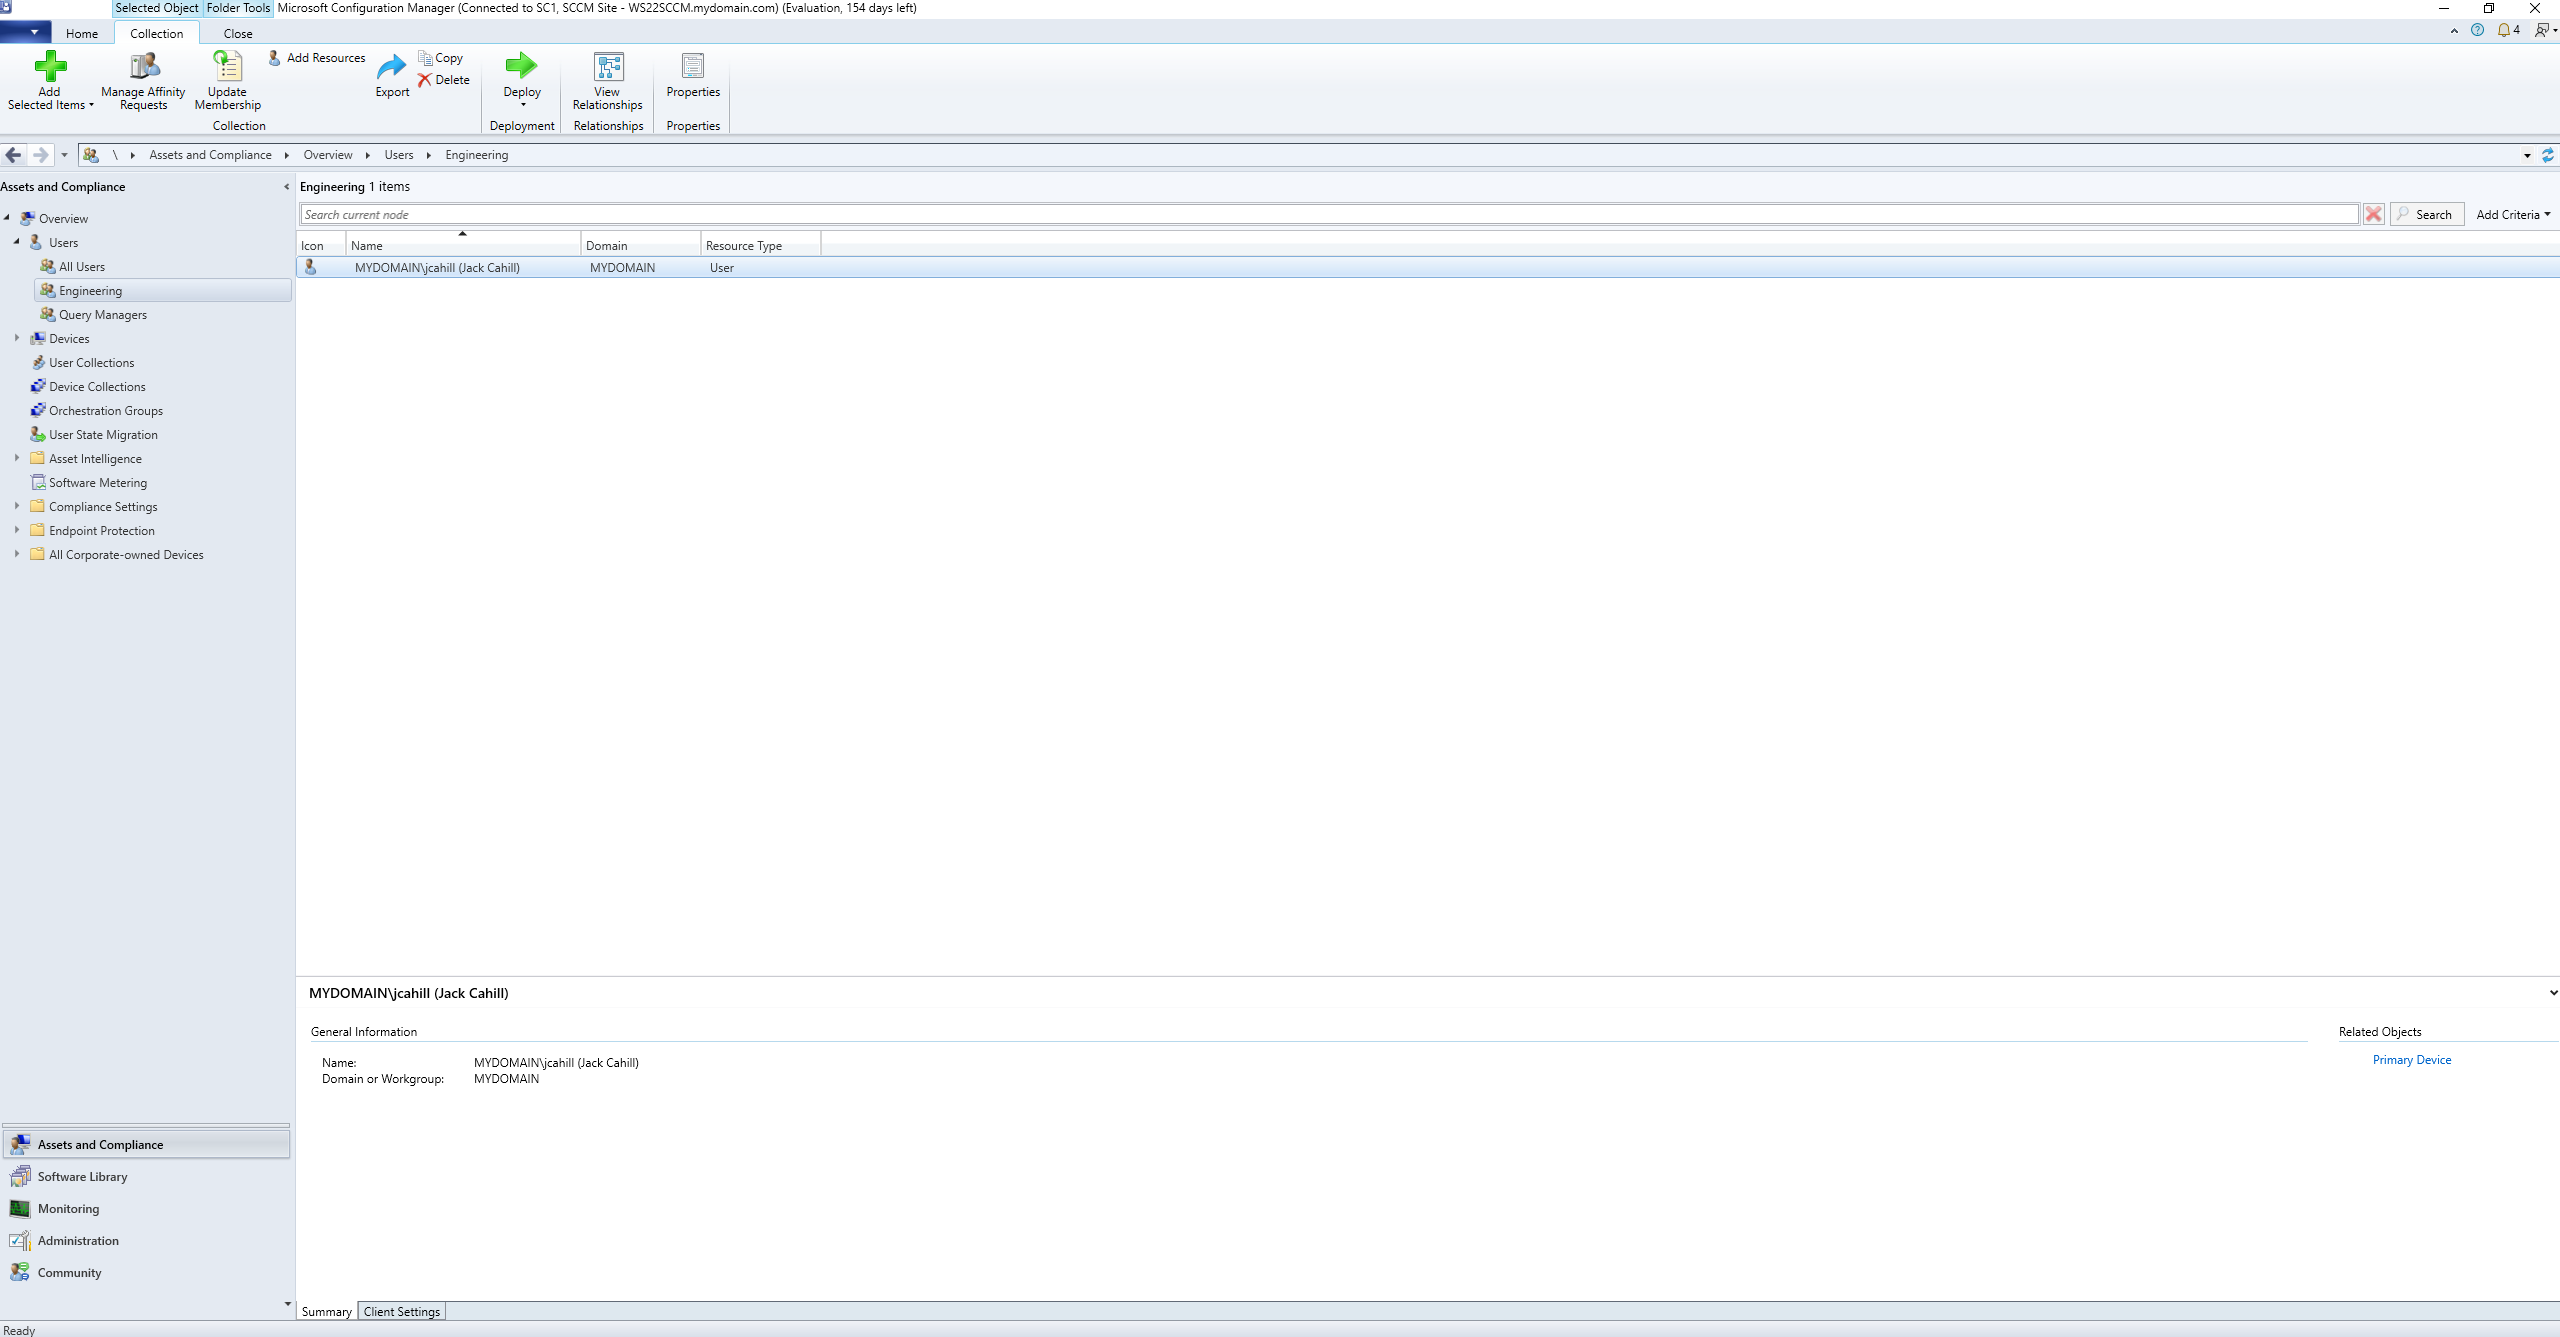 Selected Object Folder Tools Microsoft Configuration Manager (Connected to SC1, SCCM Site - WS22SCCM.mydomain.com) (Evaluation, 154 days left)
Home Collection Close 4
Add Selected Items
Manage Affinity Requests
Update Membership
Add Resources
Export
Copy
Delete
Deploy
View Relationships
Properties
Collection Deployment Relationships Properties
\ Assets and Compliance Overview Users Engineering
Assets and Compliance
Overview
Users
All Users
Engineering
Query Managers
Devices
User Collections
Device Collections
Orchestration Groups
User State Migration
Asset Intelligence
Software Metering
Compliance Settings
Endpoint Protection
All Corporate-owned Devices
Assets and Compliance
Software Library
Monitoring
Administration
Community
Engineering 1 items
Search current node Search Add Criteria
Icon Name Domain Resource Type
MYDOMAIN\jcahill (Jack Cahill) MYDOMAIN User
MYDOMAIN\jcahill (Jack Cahill)
General Information
Name: MYDOMAIN\jcahill (Jack Cahill)
Domain or Workgroup: MYDOMAIN
Related Objects
Primary Device
Summary Client Settings
Ready